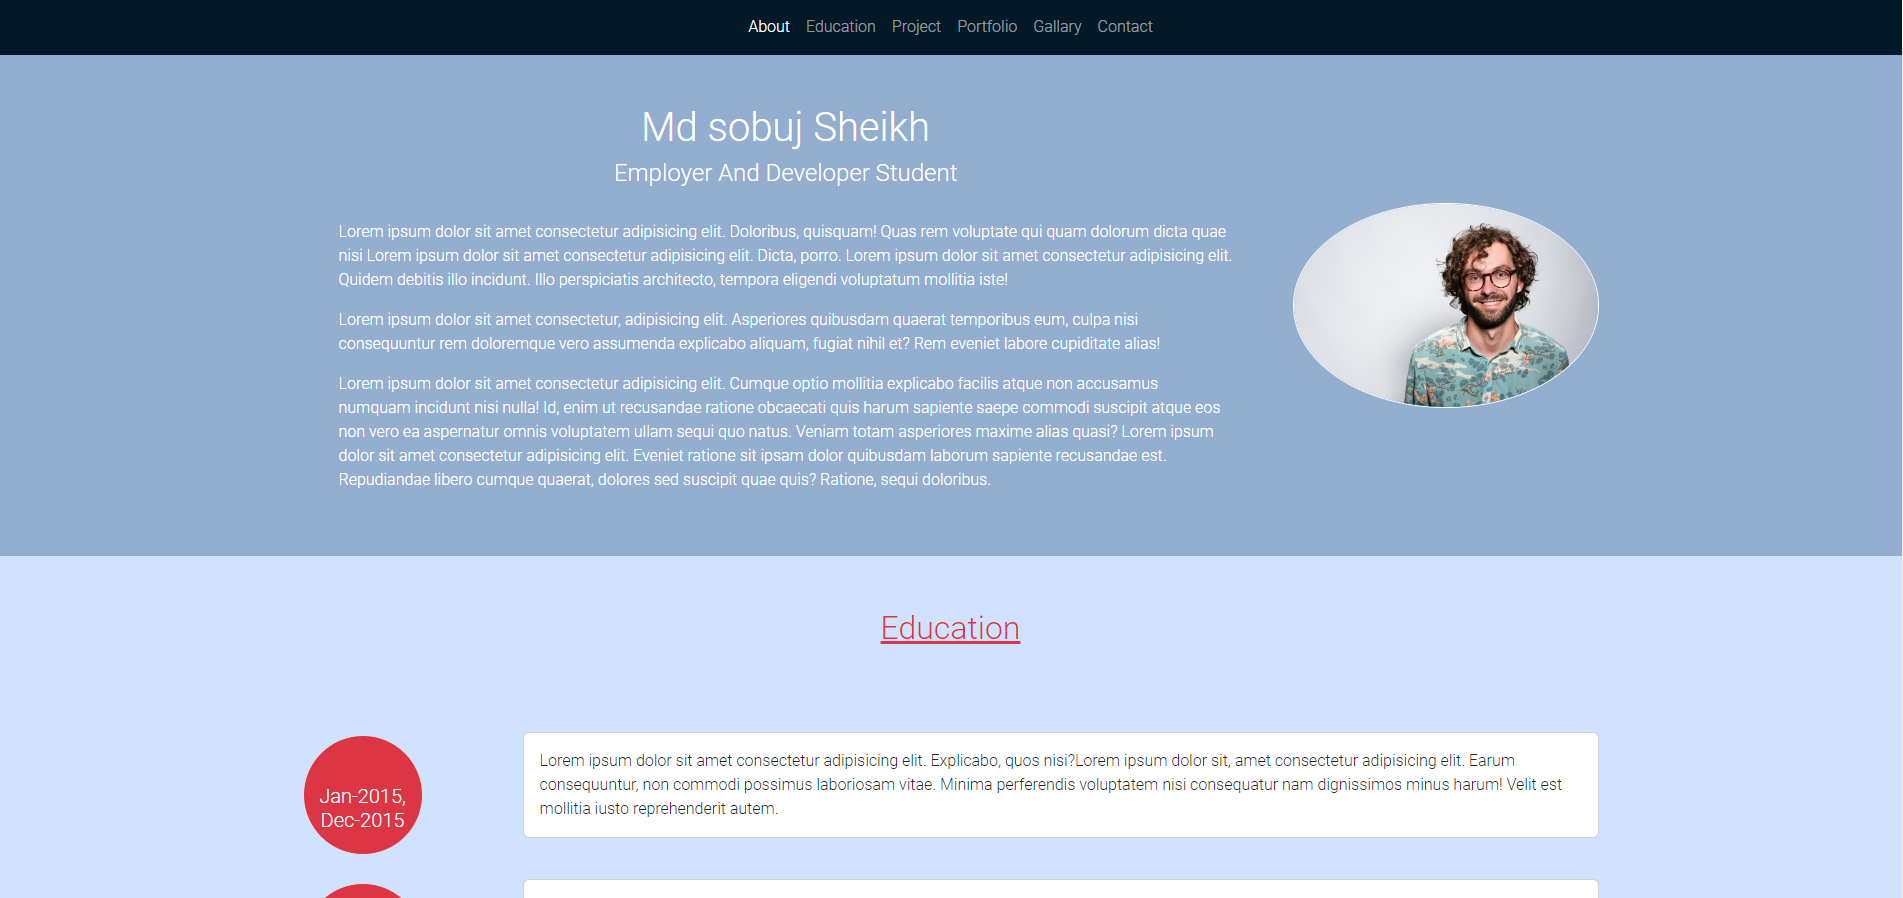 About Education Project Portfolio Gallary Contact
Md sobuj Sheikh
Employer And Developer Student
Lorem ipsum dolor sit amet consectetur adipisicing elit. Doloribus, quisquam! Quas rem voluptate qui quam dolorum dicta quae
nisi Lorem ipsum dolor sit amet consectetur adipisicing elit. Dicta, porro. Lorem ipsum dolor sit amet consectetur adipisicing elit.
Quidem debitis illo incidunt. Illo perspiciatis architecto, tempora eligendi voluptatum mollitia iste!
Lorem ipsum dolor sit amet consectetur, adipisicing elit. Asperiores quibusdam quaerat temporibus eum, culpa nisi
consequuntur rem doloremque vero assumenda explicabo aliquam, fugiat nihil et? Rem eveniet labore cupiditate alias!
Lorem ipsum dolor sit amet consectetur adipisicing elit. Cumque optio mollitia explicabo facilis atque non accusamus
numquam incidunt nisi nulla! Id, enim ut recusandae ratione obcaecati quis harum sapiente saepe commodi suscipit atque eos
non vero ea aspernatur omnis voluptatem ullam sequi quo natus. Veniam totam asperiores maxime alias quasi? Lorem ipsum
dolor sit amet consectetur adipisicing elit. Eveniet ratione sit ipsam dolor quibusdam laborum sapiente recusandae est.
Repudiandae libero cumque quaerat, dolores sed suscipit quae quis? Ratione, sequi doloribus.
Education
Jan-2015,
Dec-2015
Lorem ipsum dolor sit amet consectetur adipisicing elit. Explicabo, quos nisi?Lorem ipsum dolor sit, amet consectetur adipisicing elit. Earum
consequuntur, non commodi possimus laboriosam vitae. Minima perferendis voluptatem nisi consequatur nam dignissimos minus harum! Velit est
mollitia iusto reprehenderit autem.